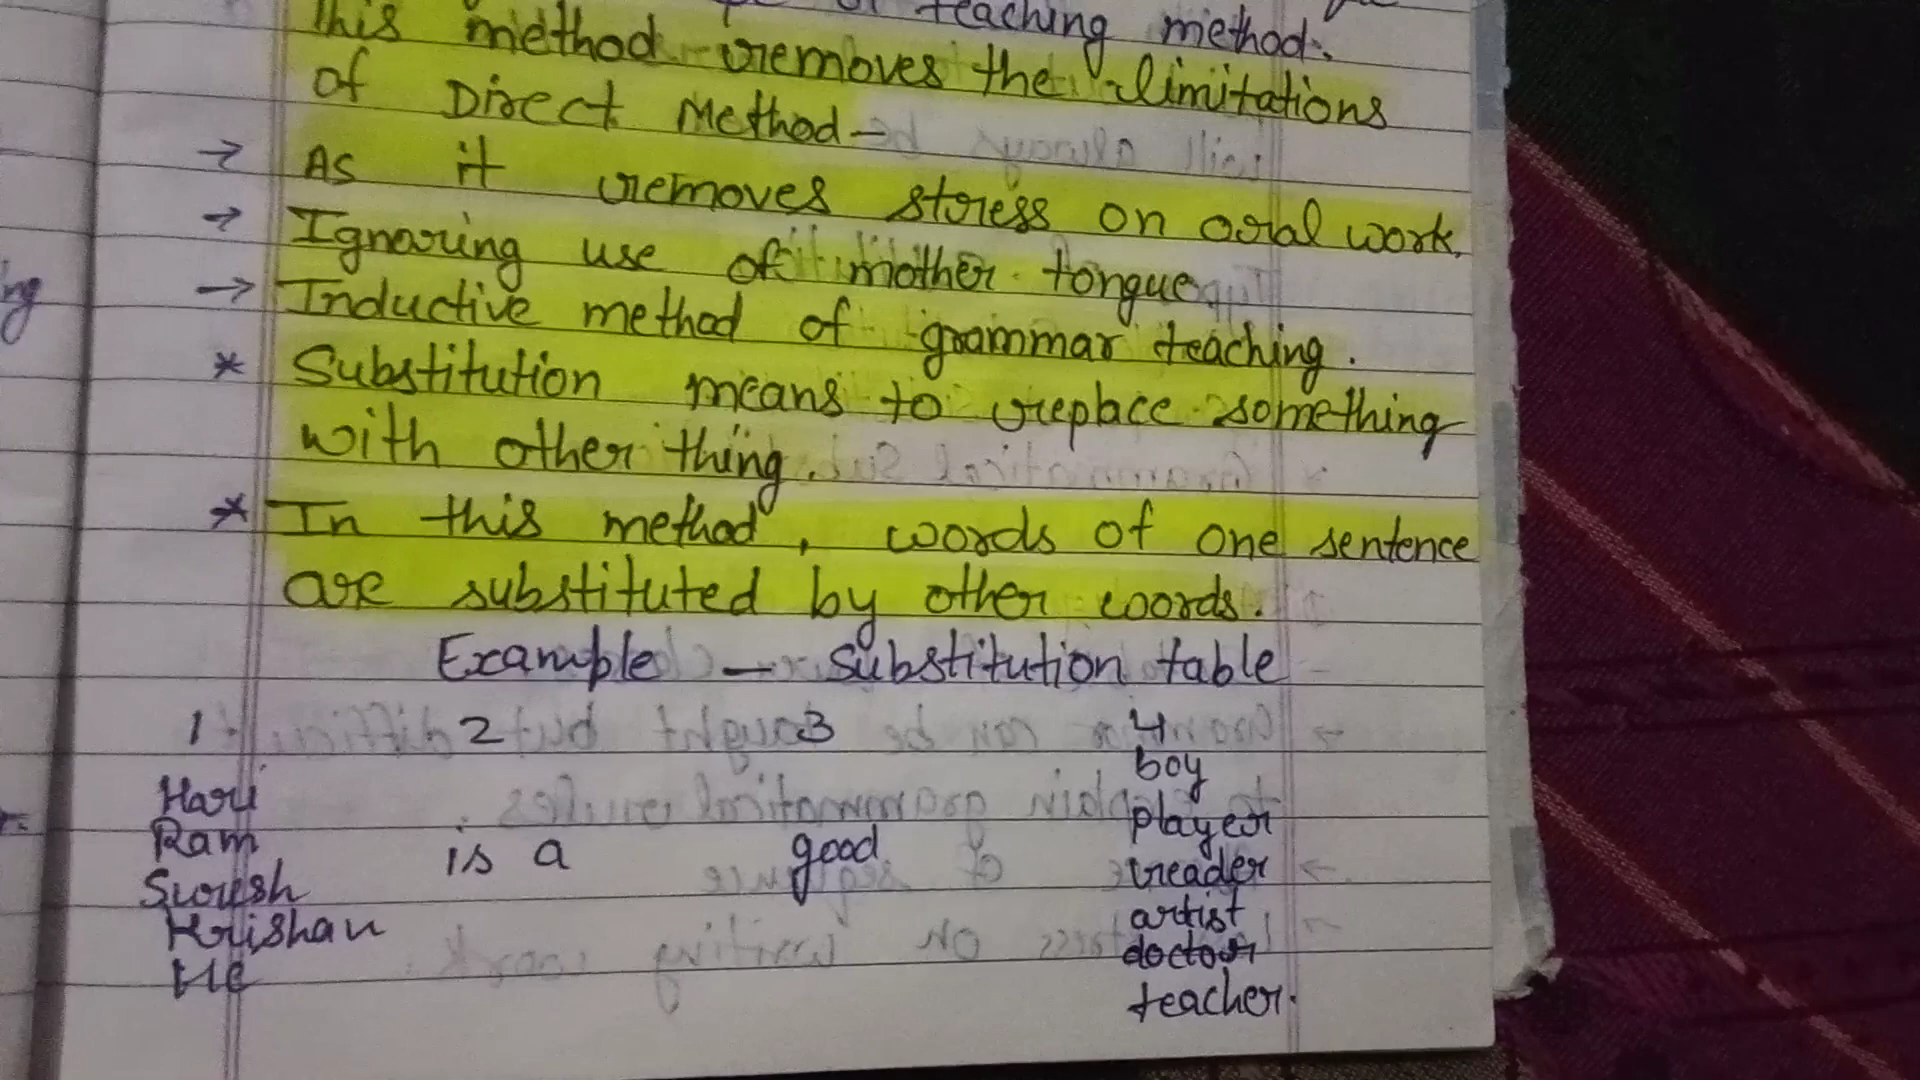 teaching method.
This method removes the limitations
of Direct Method-
→ As it removes stress on oral work.
→ Ignoring use of mother tongue
→ Inductive method of grammar teaching.
* Substitution means to replace something
with other thing.
* In this method, words of one sentence
are substituted by other words.
Example - substitution table
1 2 3 4
boy
Hari
player
Ram is a good
reader
Suresh
artist
Krishan
doctor
He
teacher.
ng